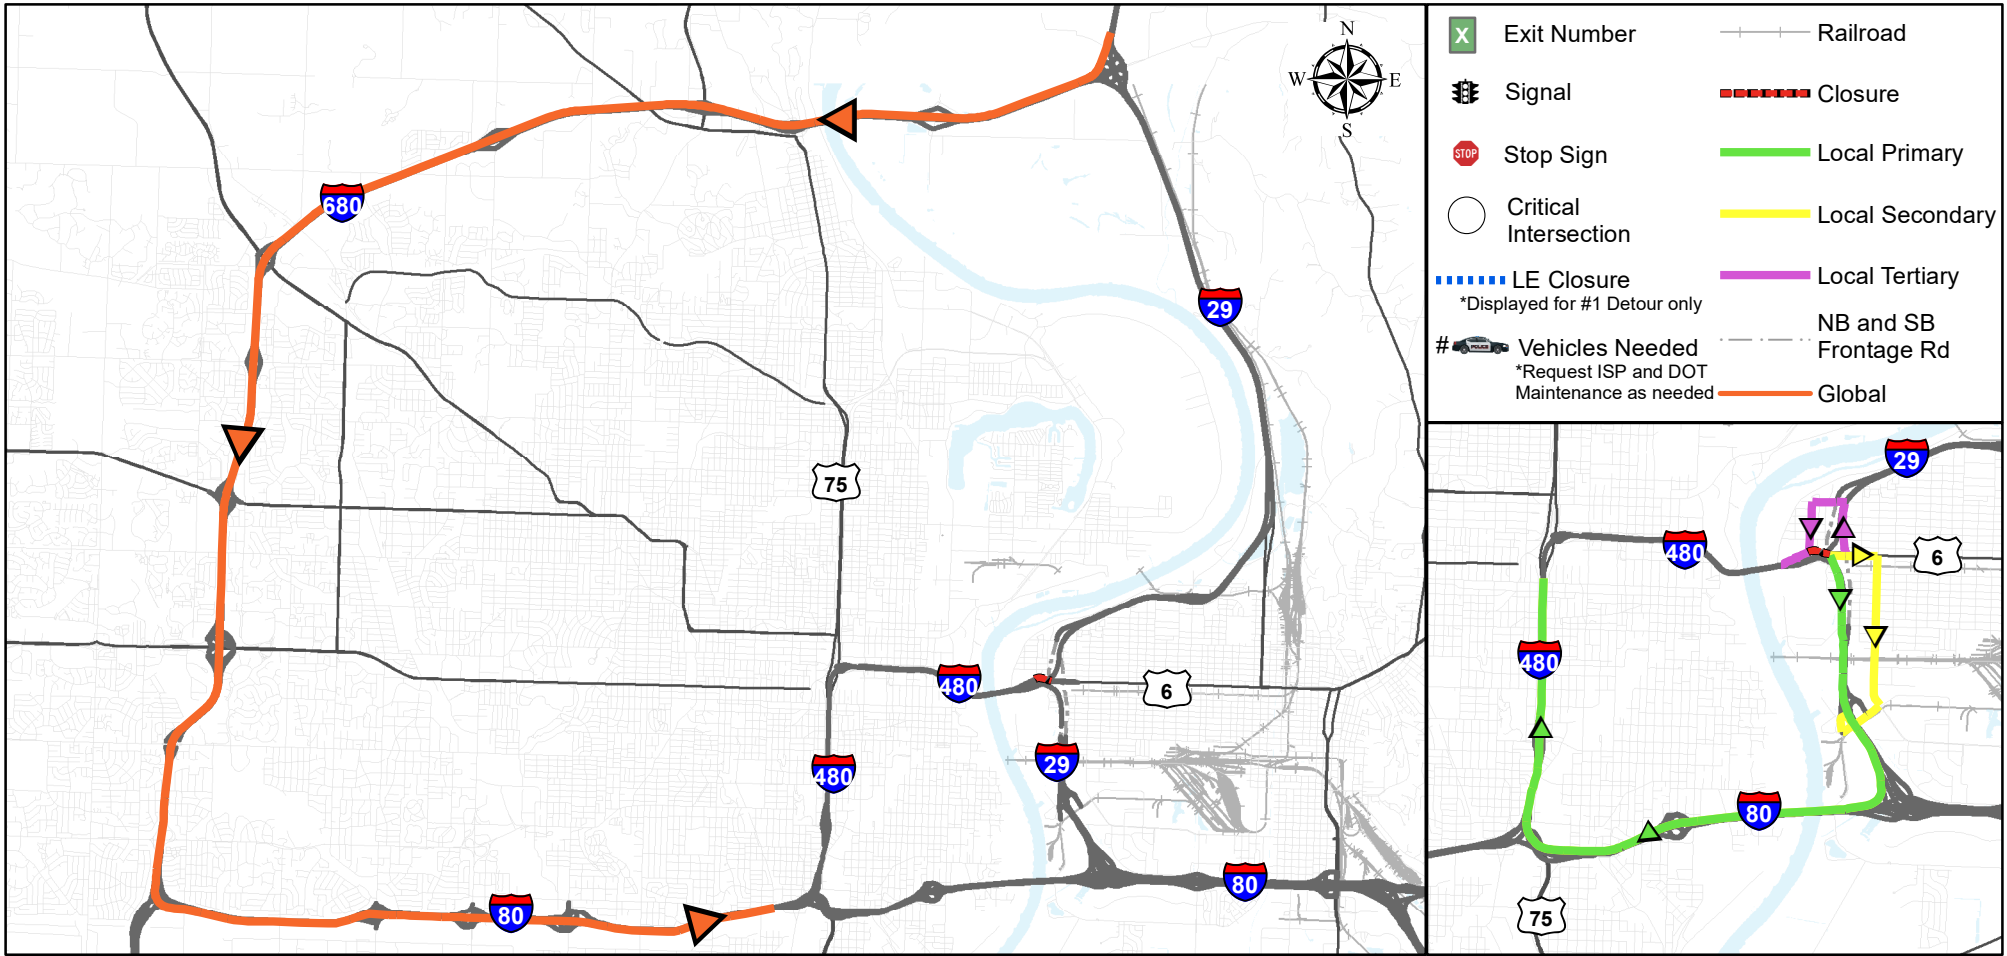 N
W
E
S
680
29
75
480
6
29
480
80
80
X
Exit Number
Railroad
Signal
Closure
STOP
Stop Sign
Local Primary
Critical
Intersection
Local Secondary
LE Closure
*Displayed for #1 Detour only
Local Tertiary
NB and SB
Frontage Rd
#
POLICE
Vehicles Needed
*Request ISP and DOT
Maintenance as needed
Global
29
480
6
480
80
75